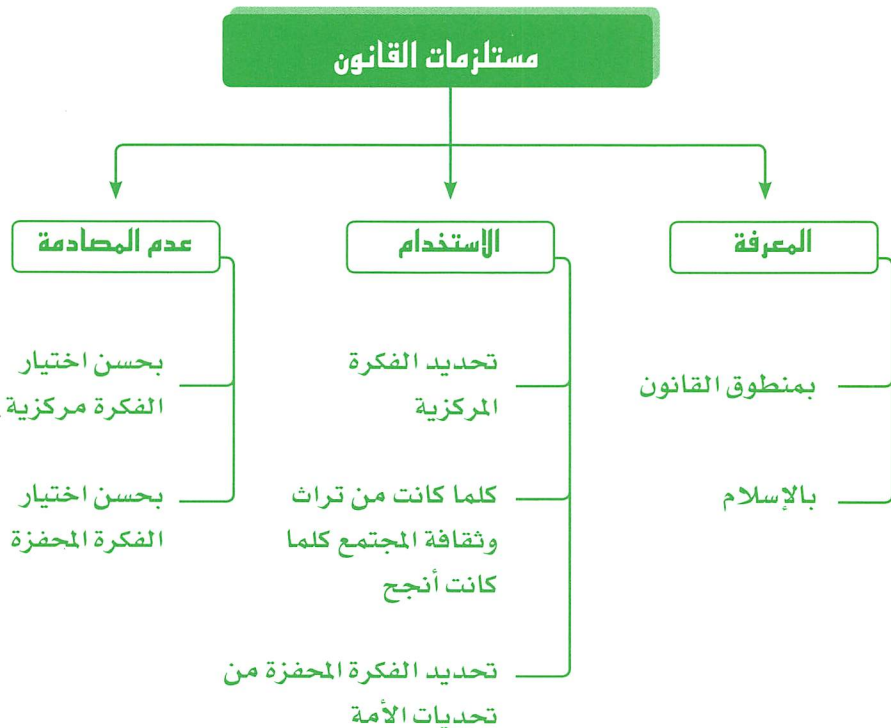 مستلزمات القانون
المعرفة
بمنطوق القانون
بالإسلام
الاستخدام
تحديد الفكرة
المركزية
كلما كانت من تراث
وثقافة المجتمع كلما
كانت أنجح
تحديد الفكرة المحفزة من
تحديات الأمة
عدم المصادمة
بحسن اختيار
الفكرة مركزية
بحسن اختيار
الفكرة المحفزة